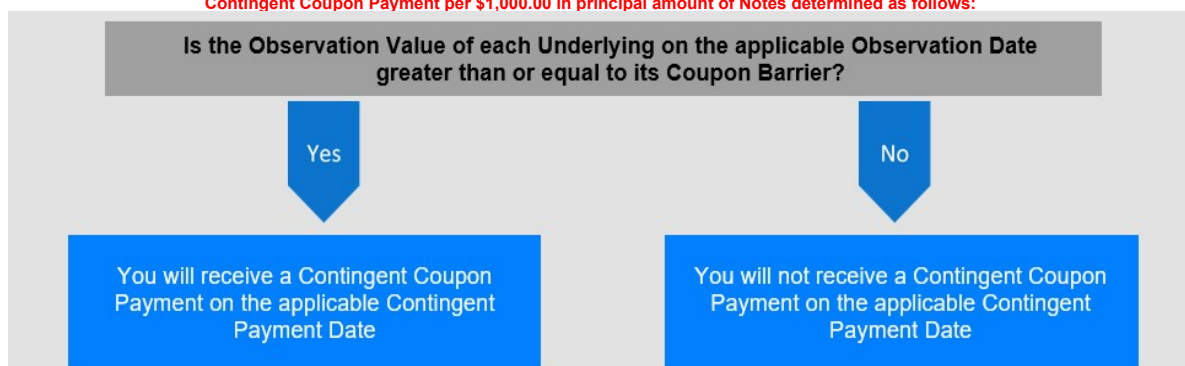 Contingent Coupon Payment per $1,000.00 in principal amount of Notes determined as follows:
Is the Observation Value of each Underlying on the applicable Observation Date
greater than or equal to its Coupon Barrier?
Yes
No
You will receive a Contingent Coupon
Payment on the applicable Contingent
Payment Date
You will not receive a Contingent Coupon
Payment on the applicable Contingent
Payment Date